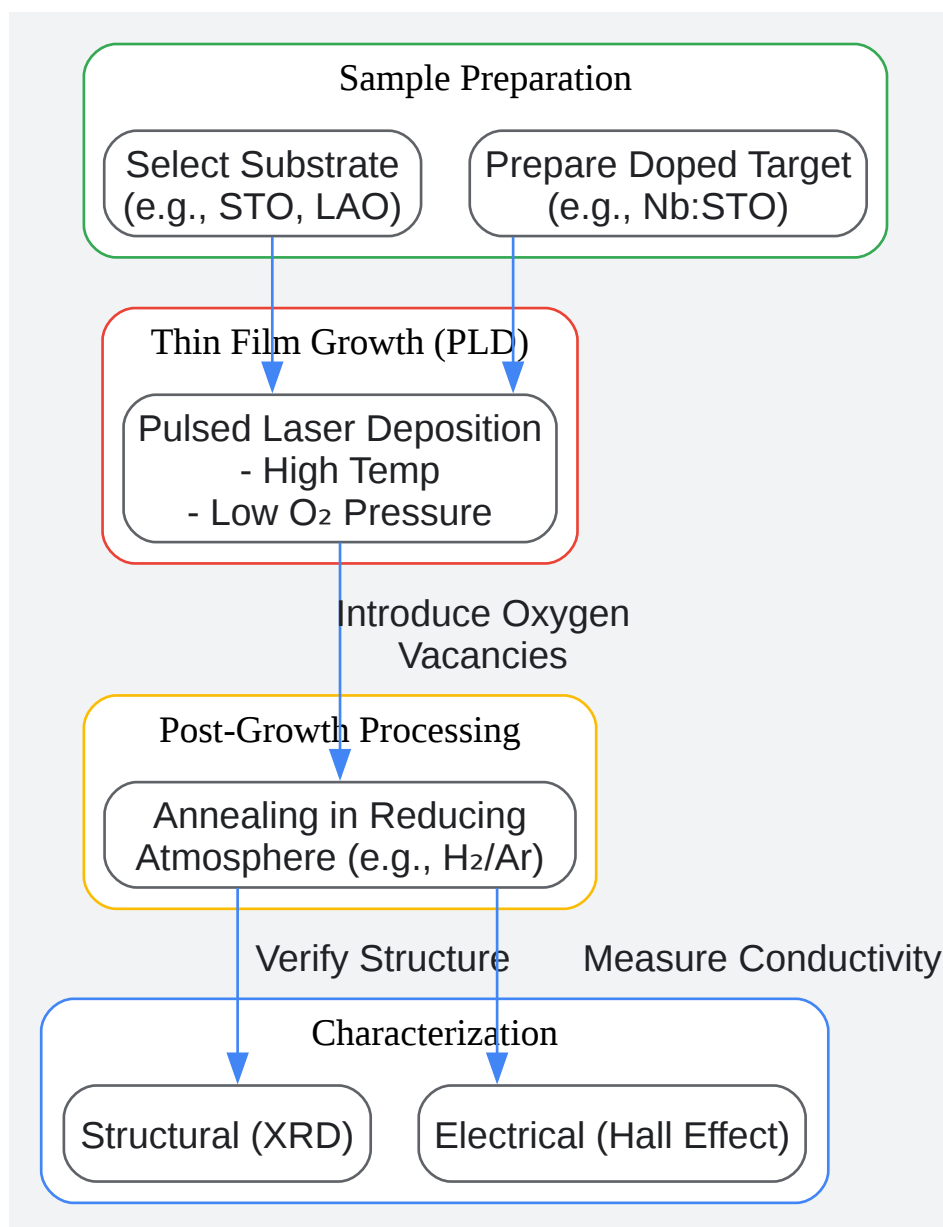 Sample Preparation
Select Substrate
(e.g., STO, LAO)
Prepare Doped Target
(e.g., Nb:STO)
Thin Film Growth (PLD)
Pulsed Laser Deposition
- High Temp
- Low O₂ Pressure
Introduce Oxygen
Vacancies
Post-Growth Processing
Annealing in Reducing
Atmosphere (e.g., H₂/Ar)
Verify Structure
Measure Conductivity
Characterization
Structural (XRD)
Electrical (Hall Effect)